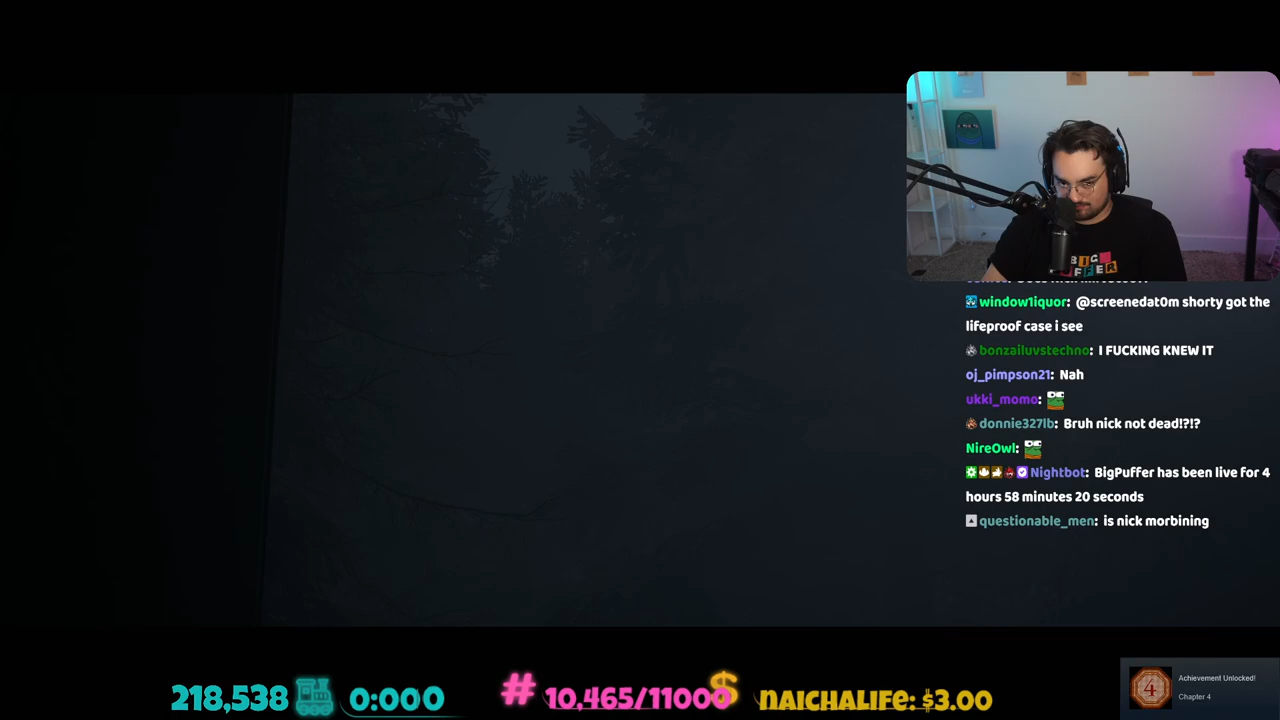 BIG
window1iquor: @screenedat0m shorty got the
lifeproof case i see
bonzailuvstechno: I FUCKING KNEW IT
oj_pimpson21: Nah
ukki_momo:
donnie327lb: Bruh nick not dead!?!?
NireOwl:
Nightbot: BigPuffer has been live for 4
hours 58 minutes 20 seconds
questionable_men: is nick morbining
4
Achievement Unlocked!
Chapter 4
218,538 0:000 # 10,465/11000 $ NAICHALIFE: $3.00